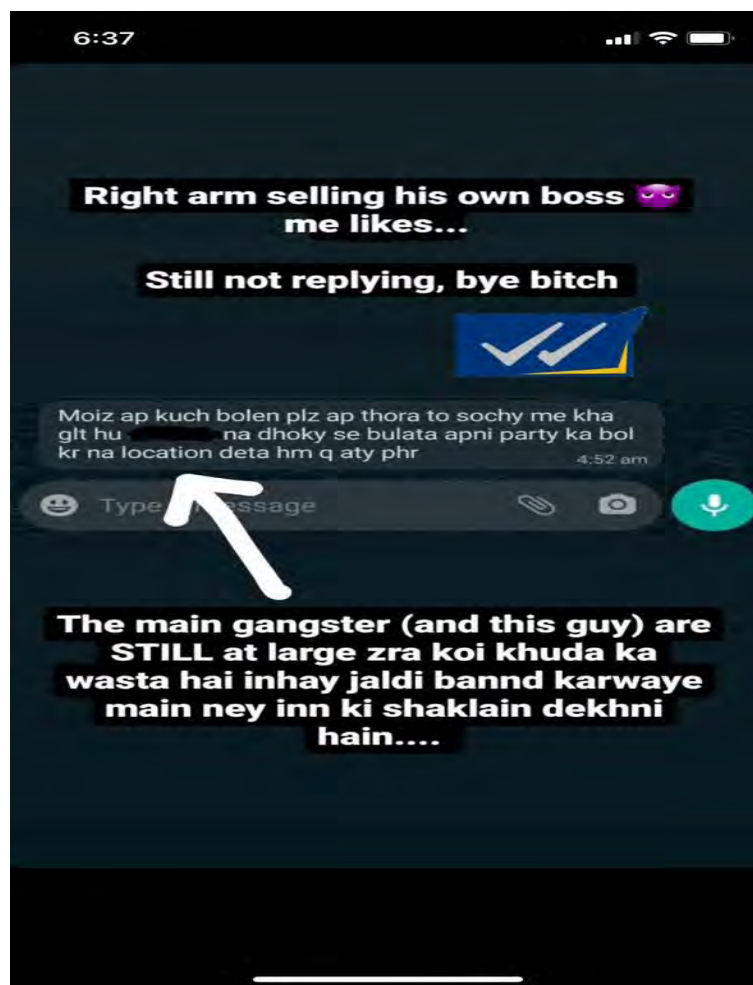 6:37
Right arm selling his own boss 😈
me likes...
Still not replying, bye bitch
Moiz ap kuch bolen plz ap thora to sochy me kha
glt hu na dhoky se bulata apni party ka bol
kr na location deta hm q aty phr
4:52 am
Type message
The main gangster (and this guy) are
STILL at large zra koi khuda ka
wasta hai inhay jaldi bannd karwaye
main ney inn ki shaklain dekhni
hain....